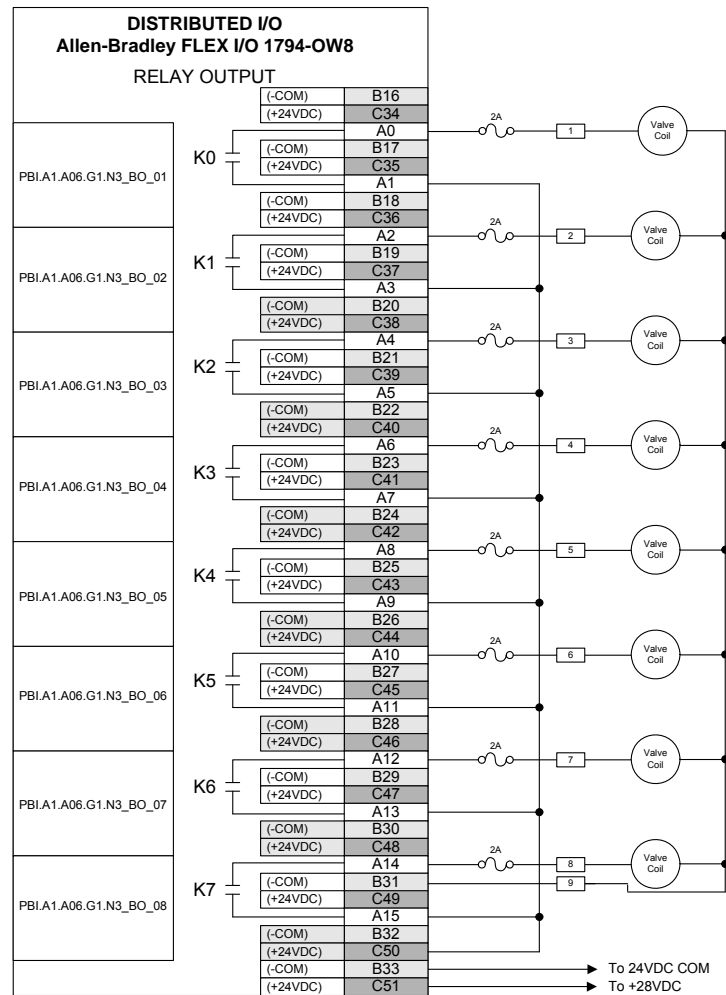 DISTRIBUTED I/O
Allen-Bradley FLEX I/O 1794-OW8
RELAY OUTPUT
(-COM) B16
(+24VDC) C34
A0 2A 1 Valve Coil
K0 (-COM) B17
PBI.A1.A06.G1.N3_BO_01 (+24VDC) C35
A1
(-COM) B18
(+24VDC) C36
A2 2A 2 Valve Coil
K1 (-COM) B19
PBI.A1.A06.G1.N3_BO_02 (+24VDC) C37
A3
(-COM) B20
(+24VDC) C38
A4 2A 3 Valve Coil
K2 (-COM) B21
PBI.A1.A06.G1.N3_BO_03 (+24VDC) C39
A5
(-COM) B22
(+24VDC) C40
A6 2A 4 Valve Coil
K3 (-COM) B23
PBI.A1.A06.G1.N3_BO_04 (+24VDC) C41
A7
(-COM) B24
(+24VDC) C42
A8 2A 5 Valve Coil
K4 (-COM) B25
PBI.A1.A06.G1.N3_BO_05 (+24VDC) C43
A9
(-COM) B26
(+24VDC) C44
A10 2A 6 Valve Coil
K5 (-COM) B27
PBI.A1.A06.G1.N3_BO_06 (+24VDC) C45
A11
(-COM) B28
(+24VDC) C46
A12 2A 7 Valve Coil
K6 (-COM) B29
PBI.A1.A06.G1.N3_BO_07 (+24VDC) C47
A13
(-COM) B30
(+24VDC) C48
A14 2A 8 Valve Coil
K7 (-COM) B31 9
PBI.A1.A06.G1.N3_BO_08 (+24VDC) C49
A15
(-COM) B32
(+24VDC) C50
(-COM) B33 To 24VDC COM
(+24VDC) C51 To +28VDC